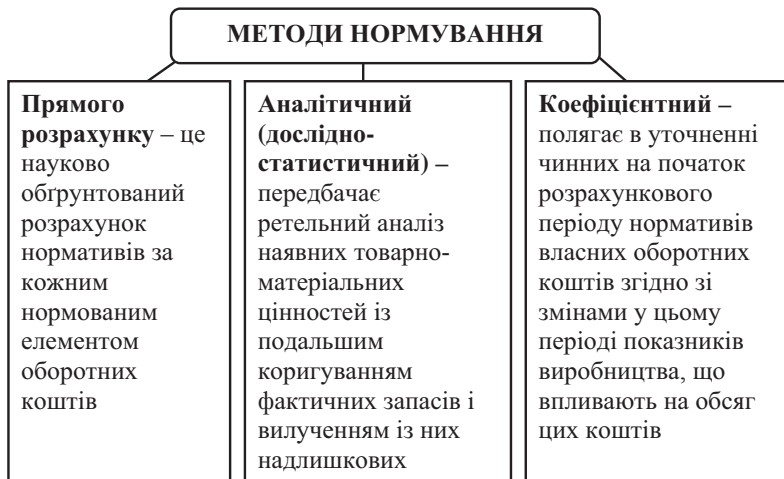 МЕТОДИ НОРМУВАННЯ
Прямого
розрахунку – це
науково
обґрунтований
розрахунок
нормативів за
кожним
нормованим
елементом
оборотних
коштів
Аналітичний
(дослідно-
статистичний) –
передбачає
ретельний аналіз
наявних товарно-
матеріальних
цінностей із
подальшим
коригуванням
фактичних запасів і
вилученням із них
надлишкових
Коефіцієнтний –
полягає в уточненні
чинних на початок
розрахункового
періоду нормативів
власних оборотних
коштів згідно зі
змінами у цьому
періоді показників
виробництва, що
впливають на обсяг
цих коштів